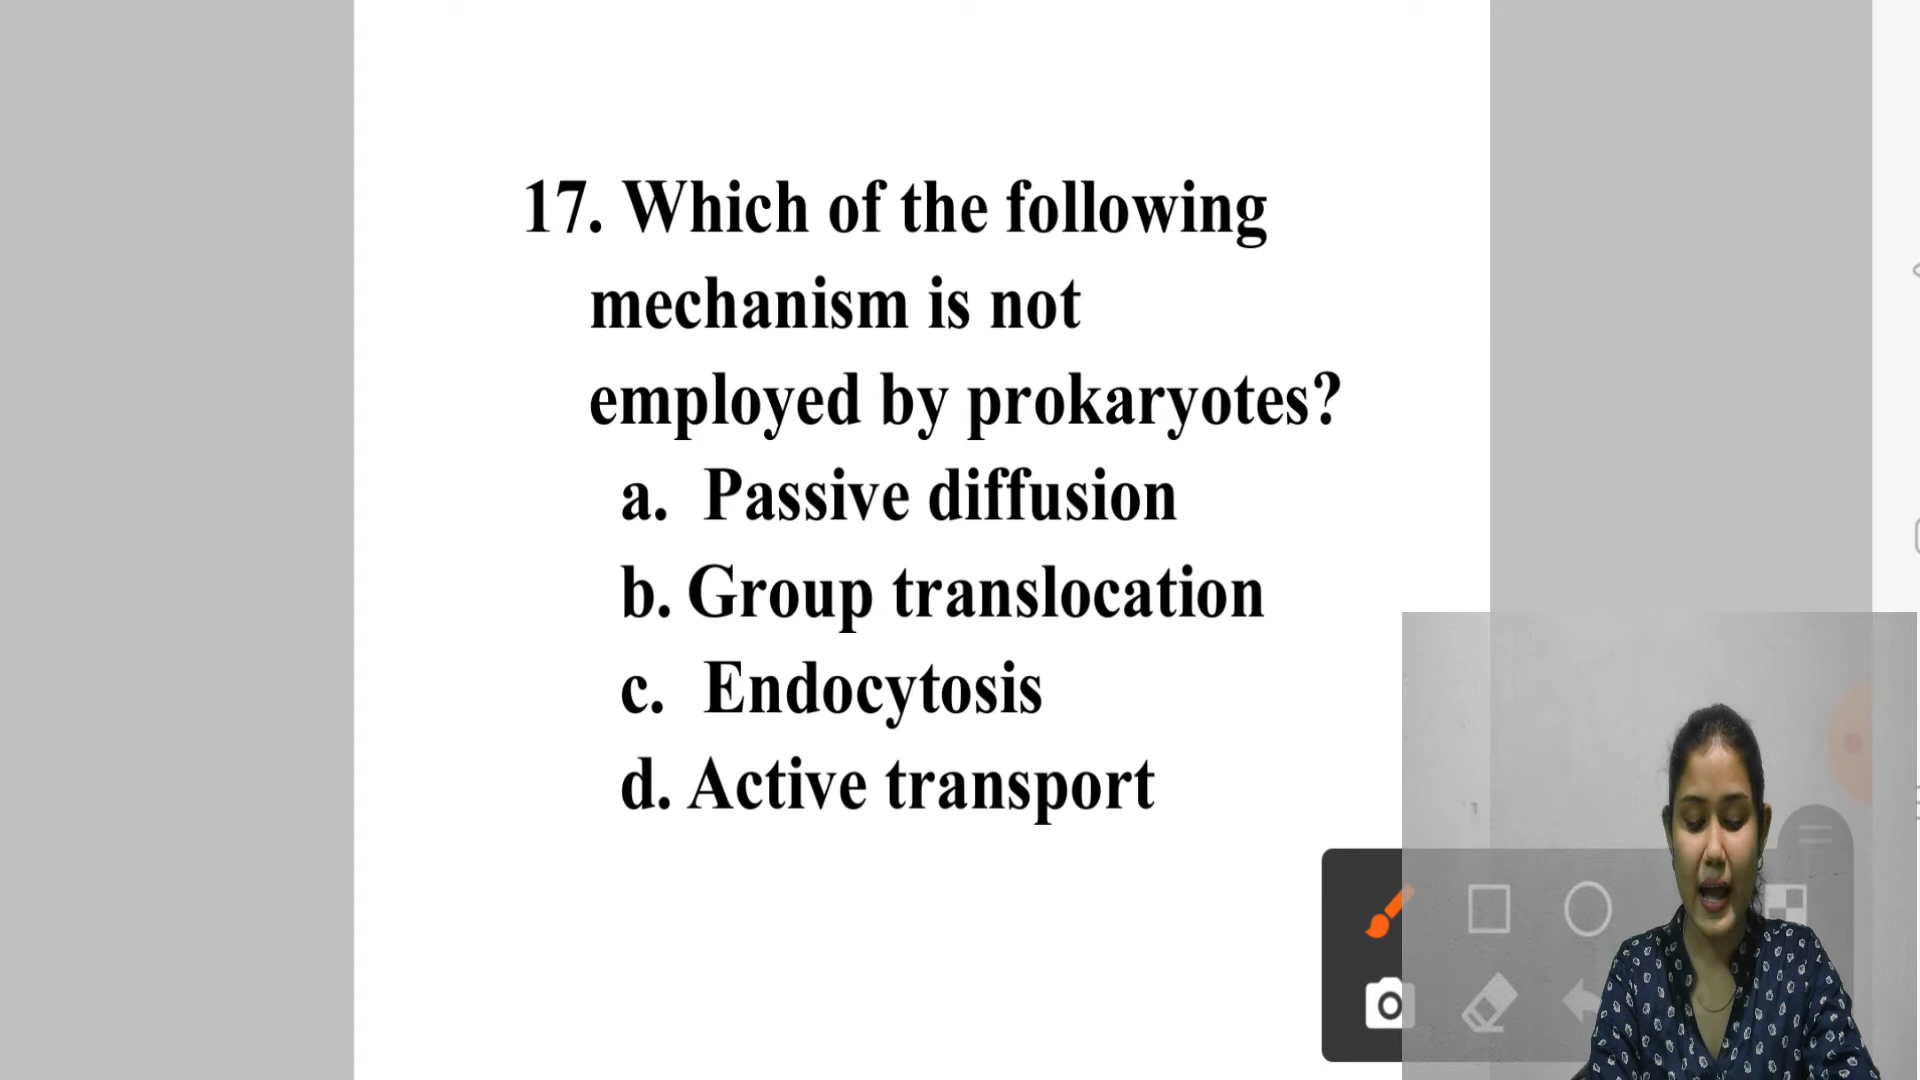 17. Which of the following
mechanism is not
employed by prokaryotes?
a. Passive diffusion
b. Group translocation
c. Endocytosis
d. Active transport